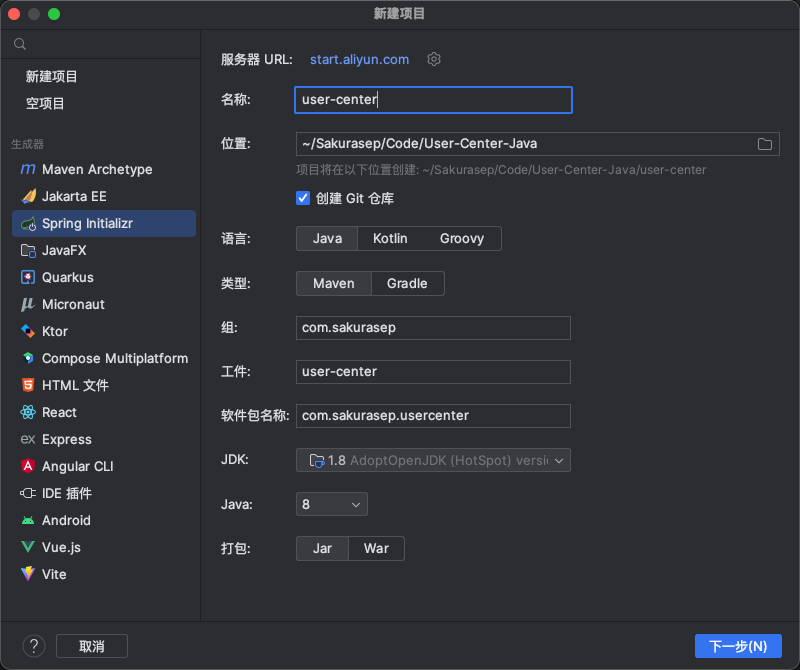 新建项目
新建项目
空项目
生成器
Maven Archetype
Jakarta EE
Spring Initializr
JavaFX
Quarkus
Micronaut
Ktor
Compose Multiplatform
HTML 文件
React
ex Express
Angular CLI
IDE 插件
Android
Vue.js
Vite
服务器 URL: start.aliyun.com
名称: user-center
位置: ~/Sakurasep/Code/User-Center-Java
项目将在以下位置创建: ~/Sakurasep/Code/User-Center-Java/user-center
创建 Git 仓库
语言: Java Kotlin Groovy
类型: Maven Gradle
组: com.sakurasep
工件: user-center
软件包名称: com.sakurasep.usercenter
JDK: 1.8 AdoptOpenJDK (HotSpot) versi
Java: 8
打包: Jar War
? 取消 下一步(N)